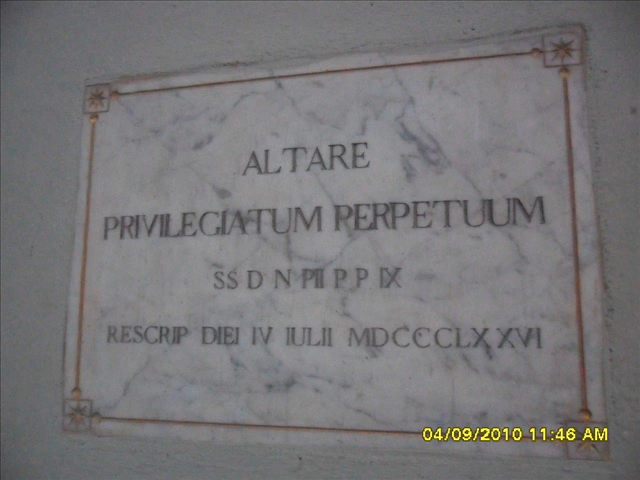 ALTARE
PRIVILEGIATUM PERPETUUM
SS D N PII P P IX
RESCRIP DIEI IV IULII MDCCCLXXVI
04/09/2010 11:46 AM